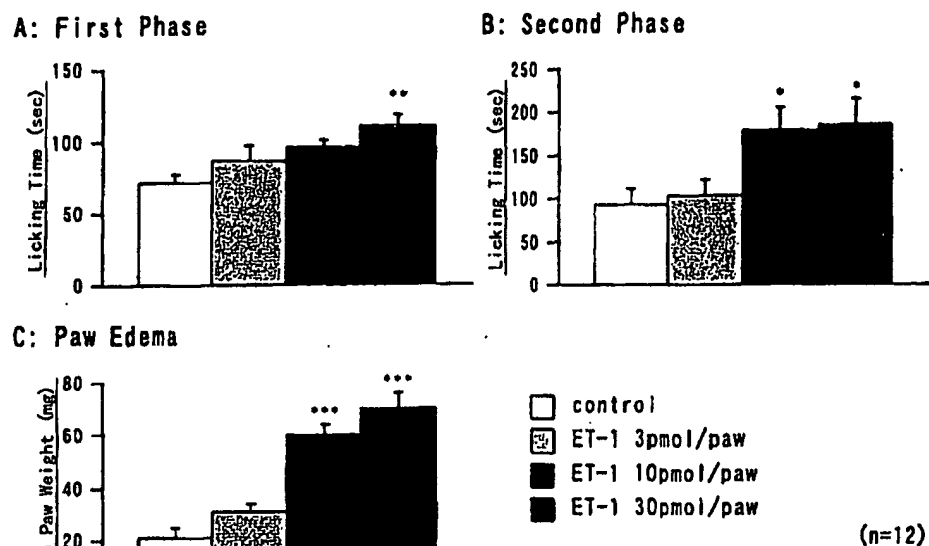 A: First Phase
Licking Time (sec)
150
100
50
0
**
B: Second Phase
Licking Time (sec)
250
200
150
100
50
0
*
*
C: Paw Edema
Paw Weight (mg)
80
60
40
20
***
***
control
ET-1 3pmol/paw
ET-1 10pmol/paw
ET-1 30pmol/paw
(n=12)